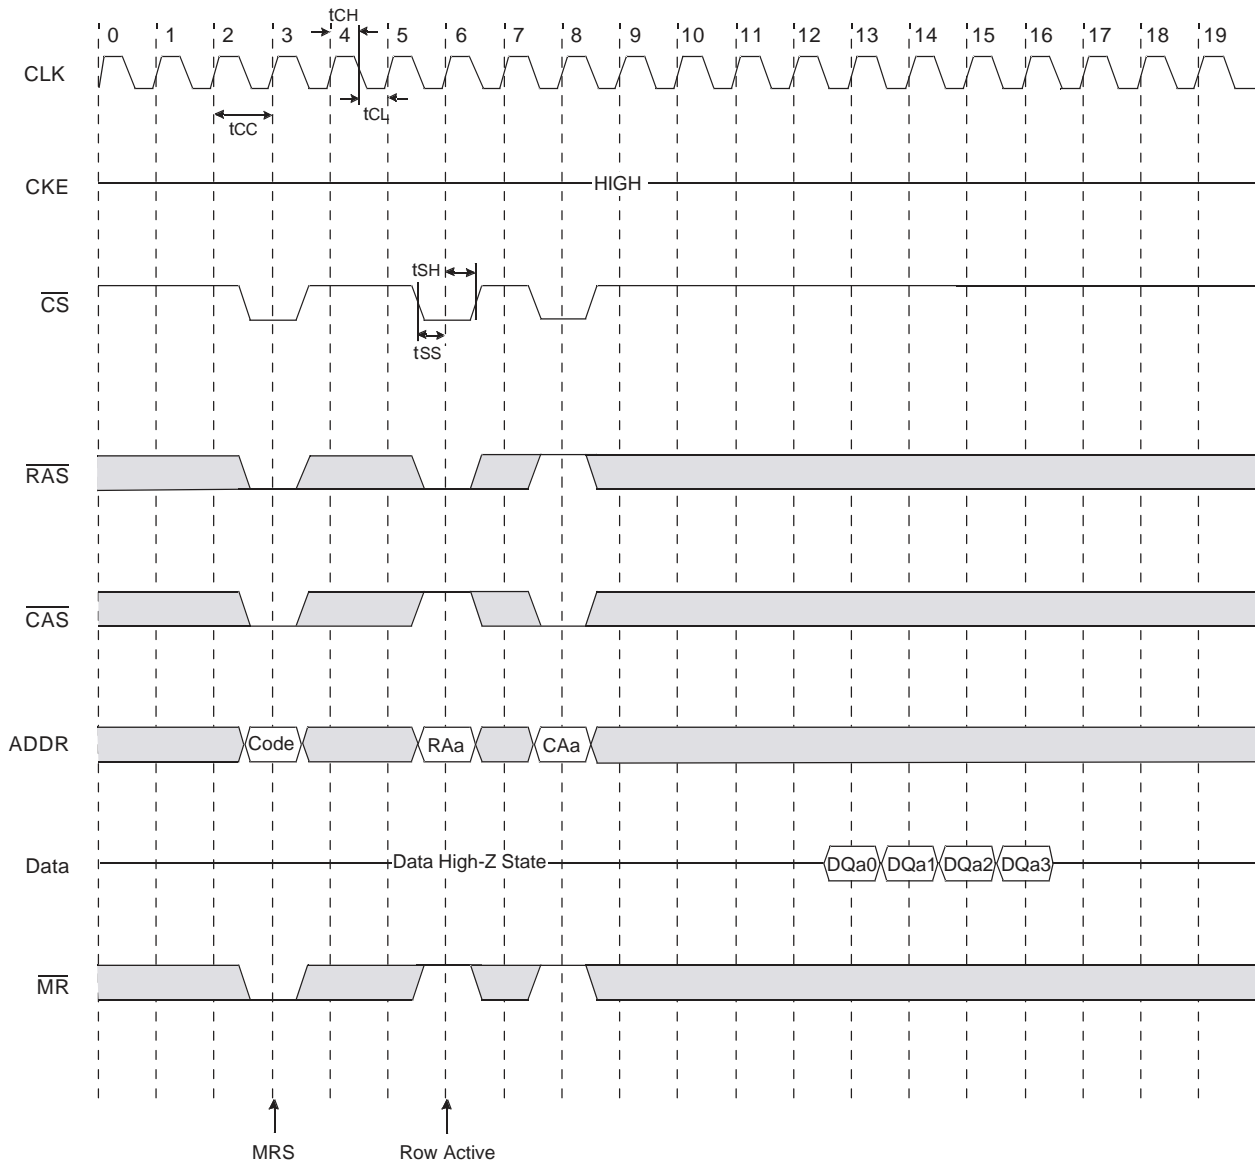 tCH
0 1 2 3 4 5 6 7 8 9 10 11 12 13 14 15 16 17 18 19
CLK
tCL
tCC
CKE
HIGH
tSH
CS
tSS
RAS
CAS
ADDR
Code
RAa
CAa
Data
Data High-Z State
DQa0
DQa1
DQa2
DQa3
MR
MRS
Row Active